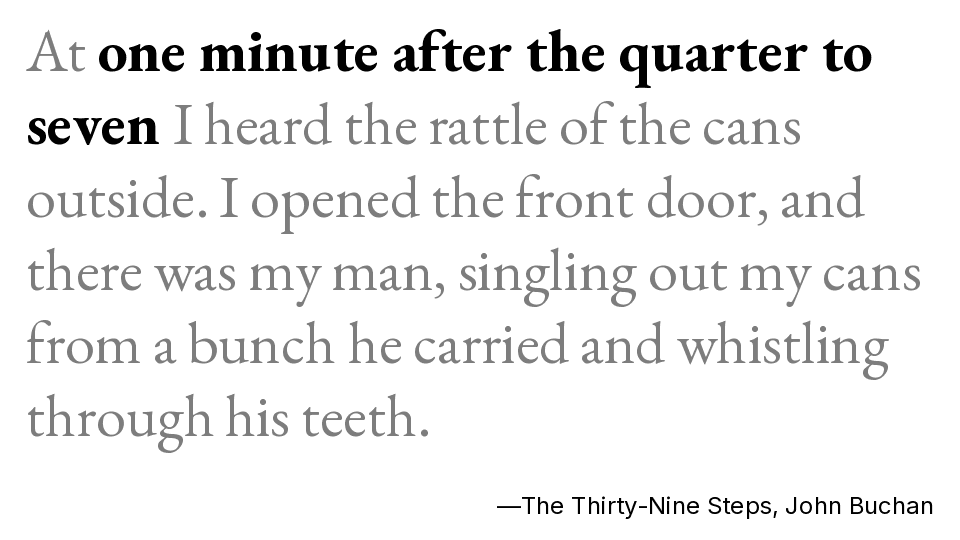 At one minute after the quarter to
seven I heard the rattle of the cans
outside. I opened the front door, and
there was my man, singling out my cans
from a bunch he carried and whistling
through his teeth.
—The Thirty-Nine Steps, John Buchan